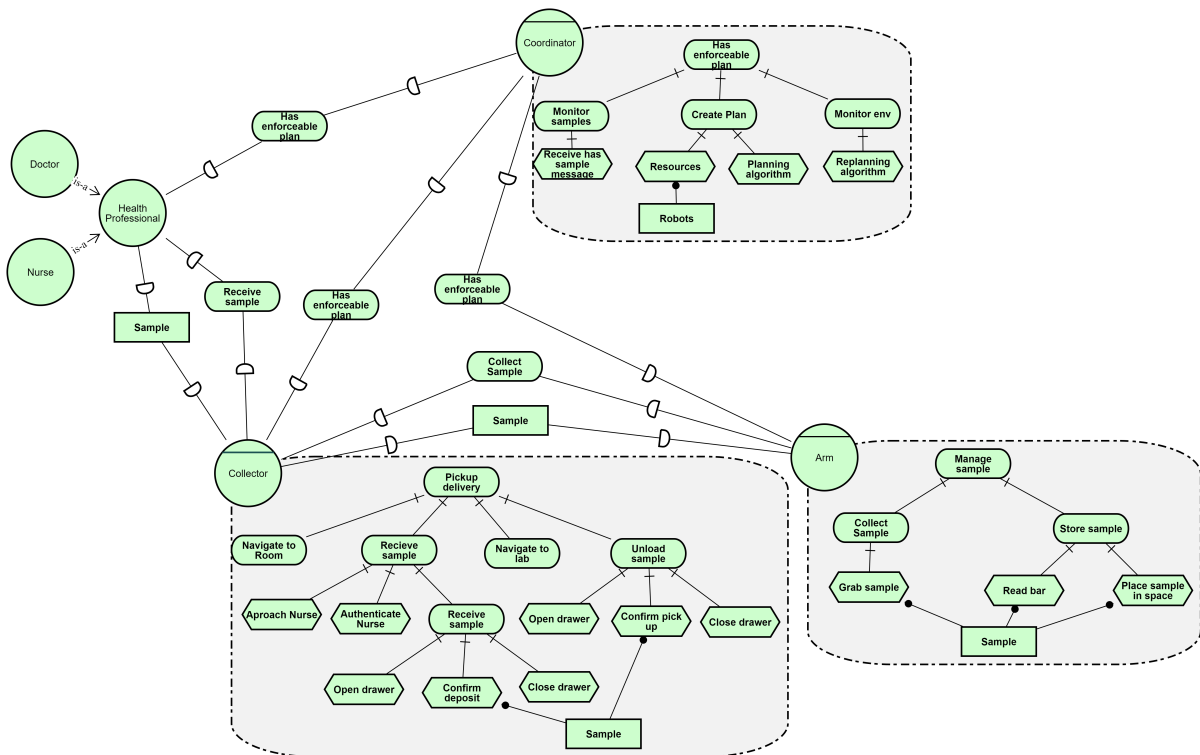 Coordinator
Has
enforceable
plan
Monitor
samples
Create Plan
Monitor env
Receive has
sample
message
Resources
Planning
algorithm
Replanning
algorithm
Robots
Has
enforceable
plan
Doctor
is-a
Health
Professional
is-a
Nurse
Sample
Receive
sample
Has
enforceable
plan
Has
enforceable
plan
Collect
Sample
Sample
Collector
Arm
Pickup
delivery
Navigate to
Room
Recieve
sample
Navigate to
lab
Unload
sample
Aproach Nurse
Authenticate
Nurse
Receive
sample
Open drawer
Confirm pick
up
Close drawer
Open drawer
Confirm
deposit
Close drawer
Sample
Manage
sample
Collect
Sample
Store sample
Grab sample
Read bar
Place sample
in space
Sample